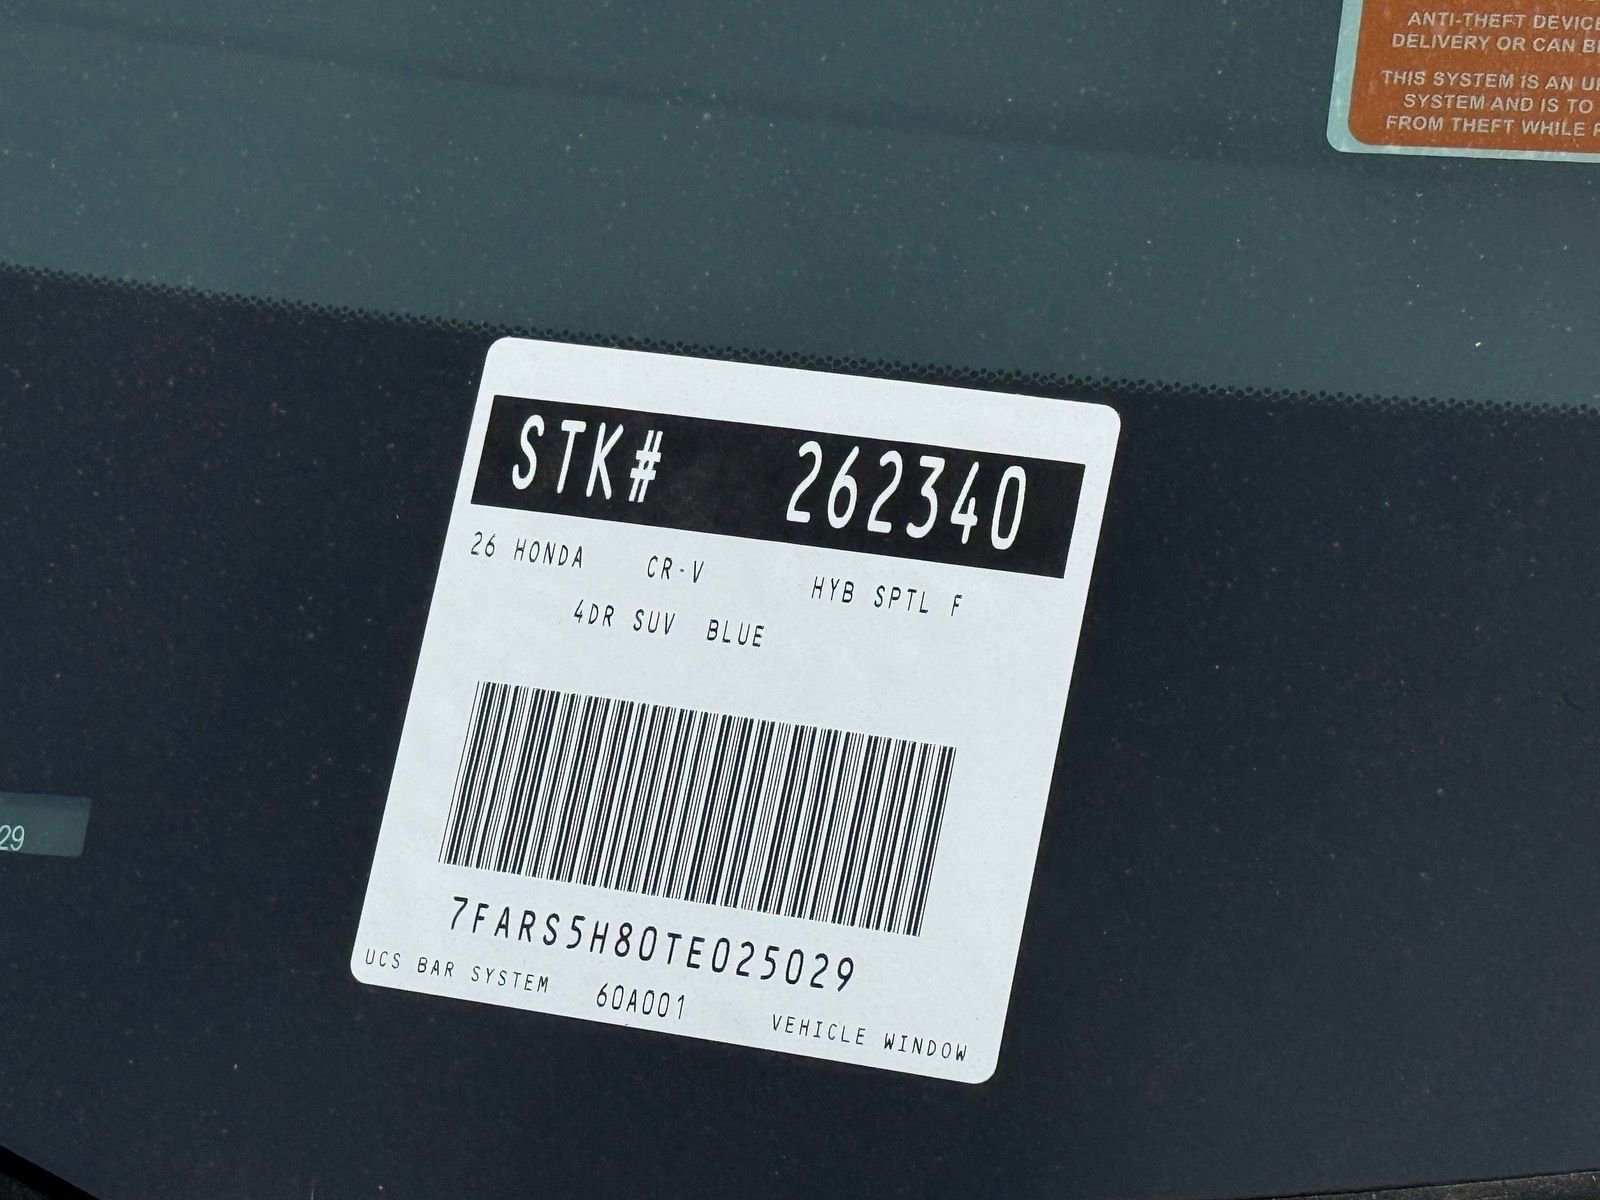 ANTI-THEFT DEVICE
DELIVERY OR CAN
THIS SYSTEM IS AN
SYSTEM AND IS TO
FROM THEFT WHILE
STK# 262340
26 HONDA CR-V HYB SPTL F
4DR SUV BLUE
29
7FARS5H80TE025029
UCS BAR SYSTEM 60A001 VEHICLE WINDOW